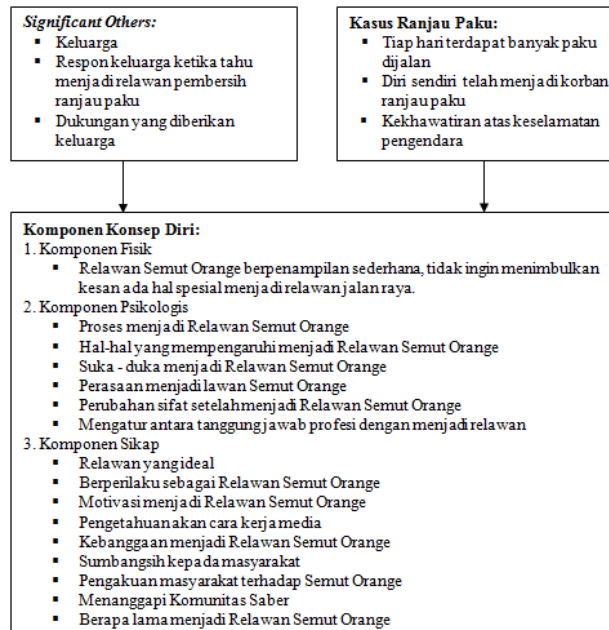 Significant Others:
▪ Keluarga
▪ Respon keluarga ketika tahu
menjadi relawan pembersih
ranjau paku
▪ Dukungan yang diberikan
keluarga
Kasus Ranjau Paku:
▪ Tiap hari terdapat banyak paku
dijalan
▪ Diri sendiri telah menjadi korban
ranjau paku
▪ Kekhawatiran atas keselamatan
pengendara
Komponen Konsep Diri:
1. Komponen Fisik
▪ Relawan Semut Orange berpenampilan sederhana, tidak ingin menimbulkan
kesan ada hal spesial menjadi relawan jalan raya.
2. Komponen Psikologis
▪ Proses menjadi Relawan Semut Orange
▪ Hal-hal yang mempengaruhi menjadi Relawan Semut Orange
▪ Suka - duka menjadi Relawan Semut Orange
▪ Perasaan menjadi lawan Semut Orange
▪ Perubahan sifat setelah menjadi Relawan Semut Orange
▪ Mengatur antara tanggung jawab profesi dengan menjadi relawan
3. Komponen Sikap
▪ Relawan yang ideal
▪ Berperilaku sebagai Relawan Semut Orange
▪ Motivasi menjadi Relawan Semut Orange
▪ Pengetahuan akan cara kerja media
▪ Kebanggaan menjadi Relawan Semut Orange
▪ Sumbangsih kepada masyarakat
▪ Pengakuan masyarakat terhadap Semut Orange
▪ Menanggapi Komunitas Saber
▪ Berapa lama menjadi Relawan Semut Orange